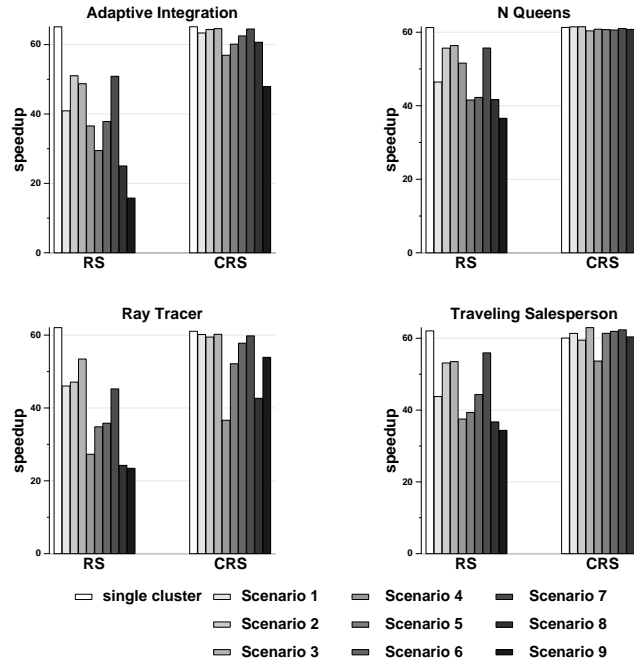 Adaptive Integration
N Queens
60
40
20
0
speedup
RS
CRS
60
40
20
0
speedup
RS
CRS
Ray Tracer
Traveling Salesperson
60
40
20
0
speedup
RS
CRS
60
40
20
0
speedup
RS
CRS
single cluster Scenario 1 Scenario 4 Scenario 7
Scenario 2 Scenario 5 Scenario 8
Scenario 3 Scenario 6 Scenario 9